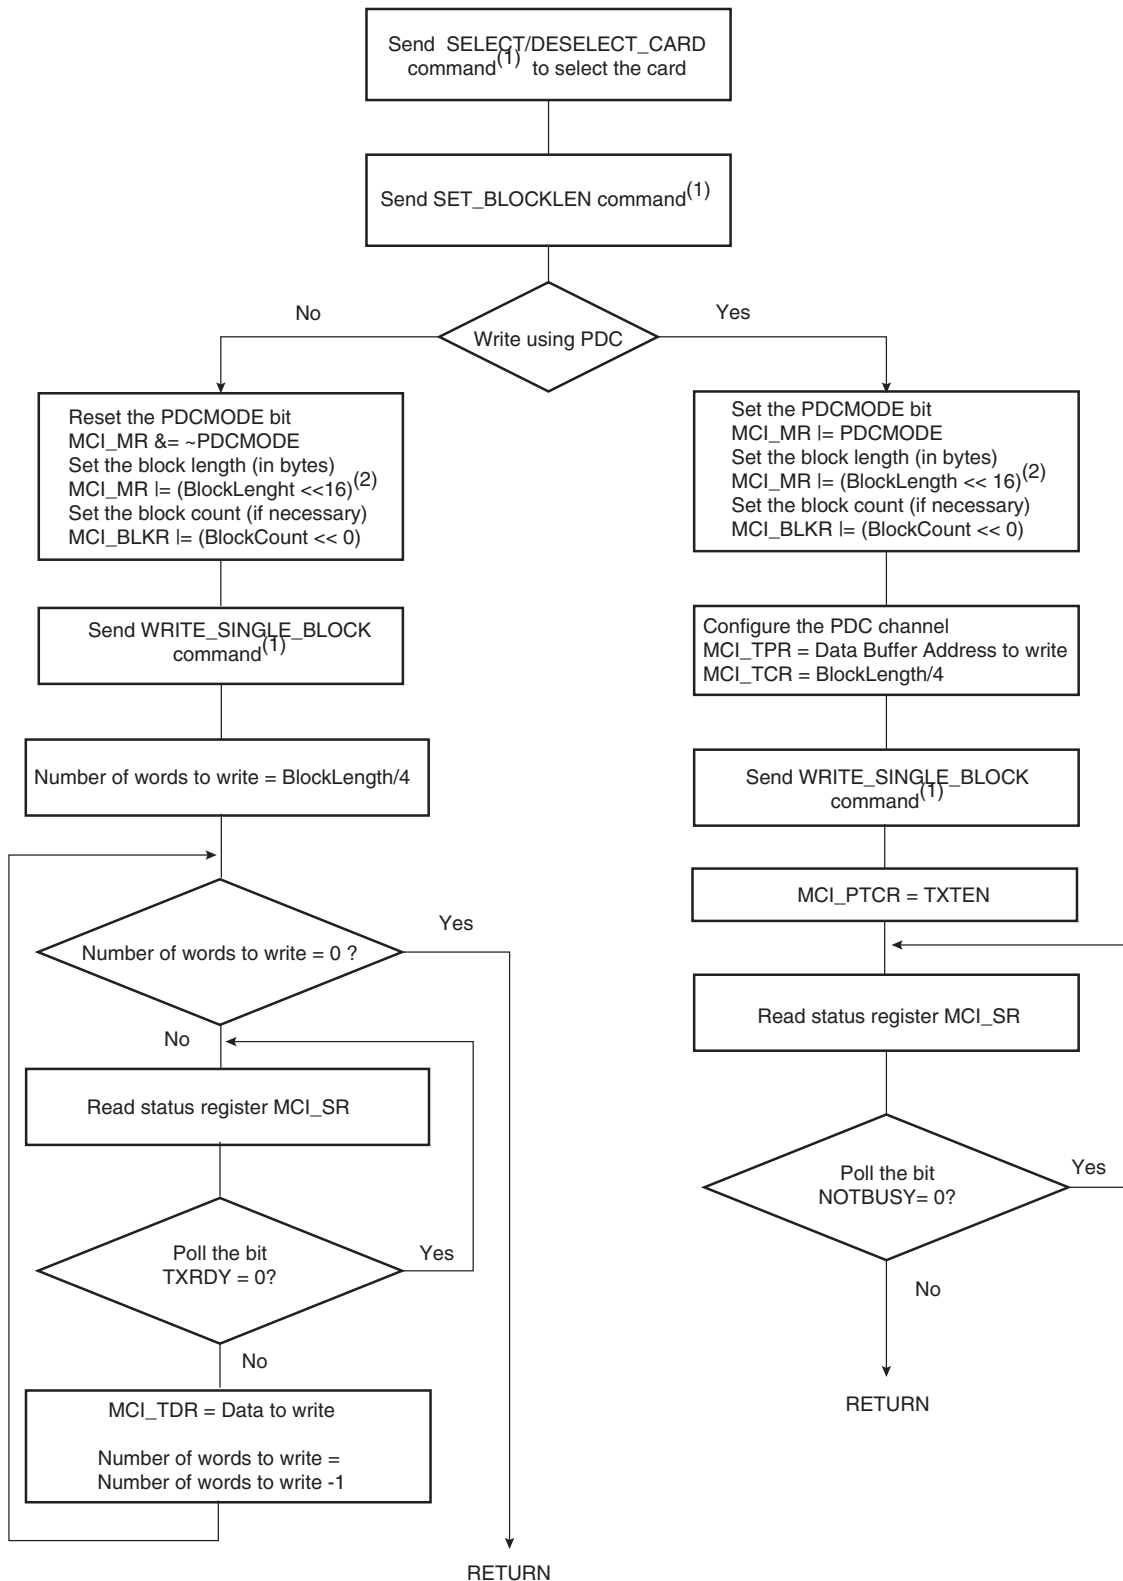 Send SELECT/DESELECT_CARD
command(1) to select the card
Send SET_BLOCKLEN command(1)
No
Yes
Write using PDC
Reset the PDCMODE bit
MCI_MR &= ~PDCMODE
Set the block length (in bytes)
MCI_MR |= (BlockLenght <<16)(2)
Set the block count (if necessary)
MCI_BLKR |= (BlockCount << 0)
Send WRITE_SINGLE_BLOCK
command(1)
Number of words to write = BlockLength/4
Number of words to write = 0 ?
Yes
No
Read status register MCI_SR
Poll the bit
TXRDY = 0?
Yes
No
MCI_TDR = Data to write
Number of words to write =
Number of words to write -1
RETURN
Set the PDCMODE bit
MCI_MR |= PDCMODE
Set the block length (in bytes)
MCI_MR |= (BlockLength << 16)(2)
Set the block count (if necessary)
MCI_BLKR |= (BlockCount << 0)
Configure the PDC channel
MCI_TPR = Data Buffer Address to write
MCI_TCR = BlockLength/4
Send WRITE_SINGLE_BLOCK
command(1)
MCI_PTCR = TXTEN
Read status register MCI_SR
Poll the bit
NOTBUSY= 0?
Yes
No
RETURN